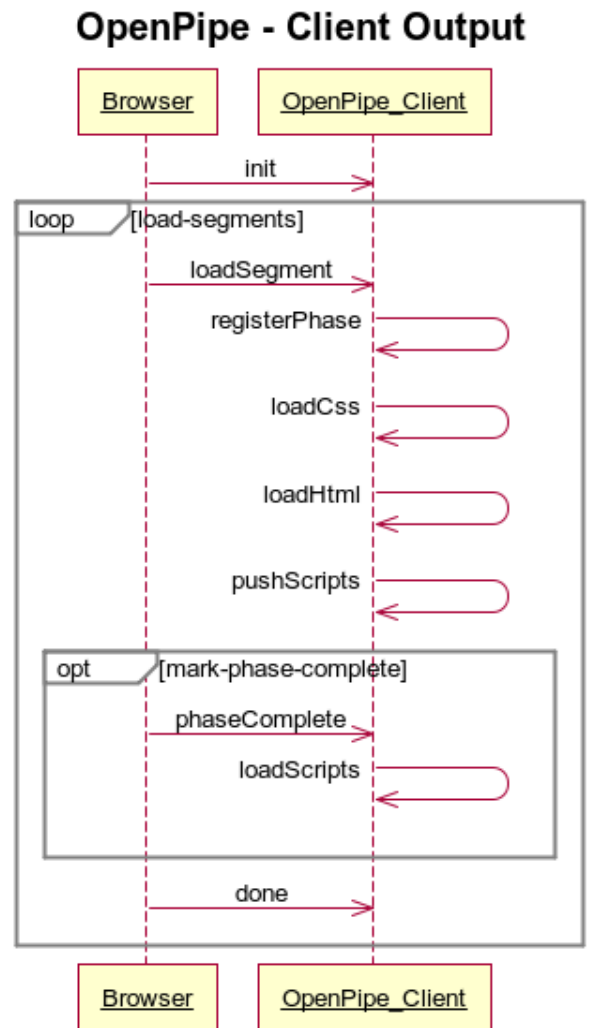 OpenPipe - Client Output
Browser
OpenPipe_Client
init
loop
[load-segments]
loadSegment
registerPhase
loadCss
loadHtml
pushScripts
opt
[mark-phase-complete]
phaseComplete
loadScripts
done
Browser
OpenPipe_Client